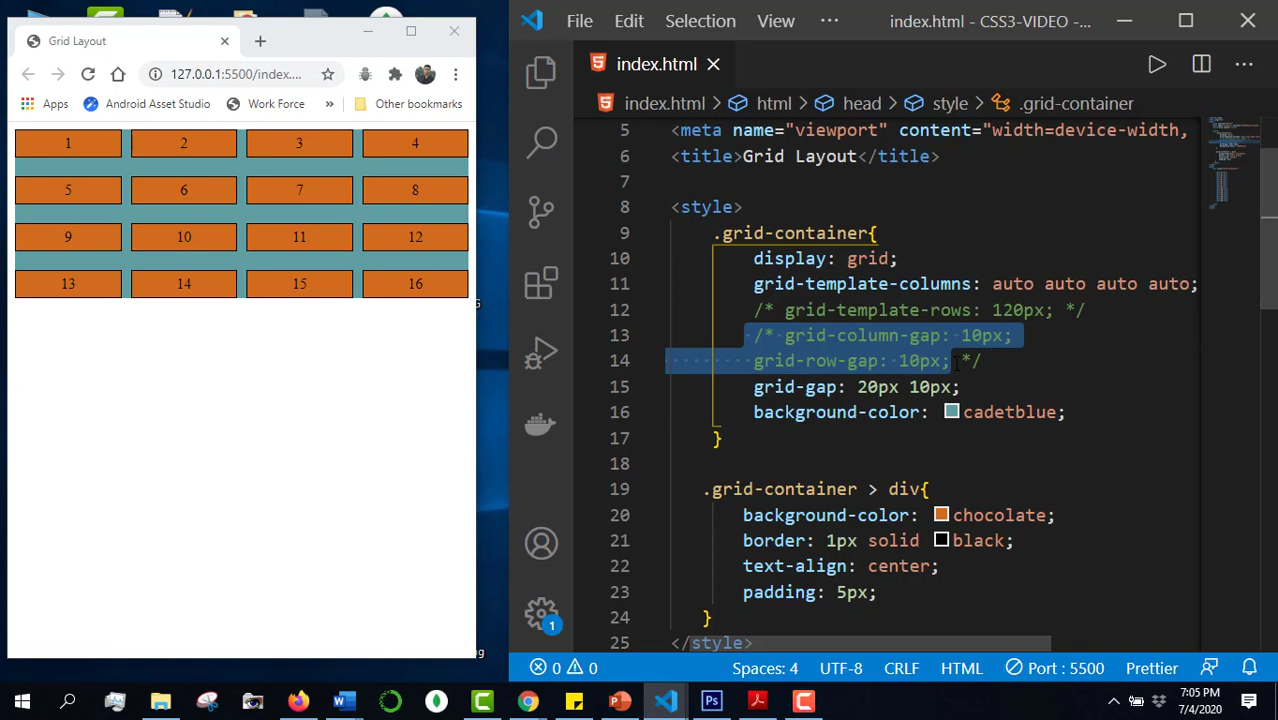 Grid Layout
127.0.0.1:5500/index....
Apps
Android Asset Studio
Work Force
»
Other bookmarks
1 2 3 4
5 6 7 8
9 10 11 12
13 14 15 16
File Edit Selection View ··· index.html - CSS3-VIDEO -...
index.html
index.html > html > head > style > .grid-container
5 <meta name="viewport" content="width=device-width,
6 <title>Grid Layout</title>
7
8 <style>
9 .grid-container{
10 display: grid;
11 grid-template-columns: auto auto auto auto;
12 /* grid-template-rows: 120px; */
13 /* grid-column-gap: 10px;
14 grid-row-gap: 10px; */
15 grid-gap: 20px 10px;
16 background-color: cadetblue;
17 }
18
19 .grid-container > div{
20 background-color: chocolate;
21 border: 1px solid black;
22 text-align: center;
23 padding: 5px;
24 }
25 </style>
1
0 0 Spaces: 4 UTF-8 CRLF HTML Port : 5500 Prettier
7:05 PM
7/4/2020